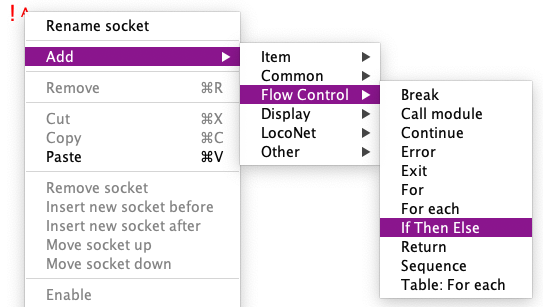 ! A
Rename socket
Add
Remove ⌘R
Cut ⌘X
Copy ⌘C
Paste ⌘V
Remove socket
Insert new socket before
Insert new socket after
Move socket up
Move socket down
Enable
Item
Common
Flow Control
Display
LocoNet
Other
Break
Call module
Continue
Error
Exit
For
For each
If Then Else
Return
Sequence
Table: For each